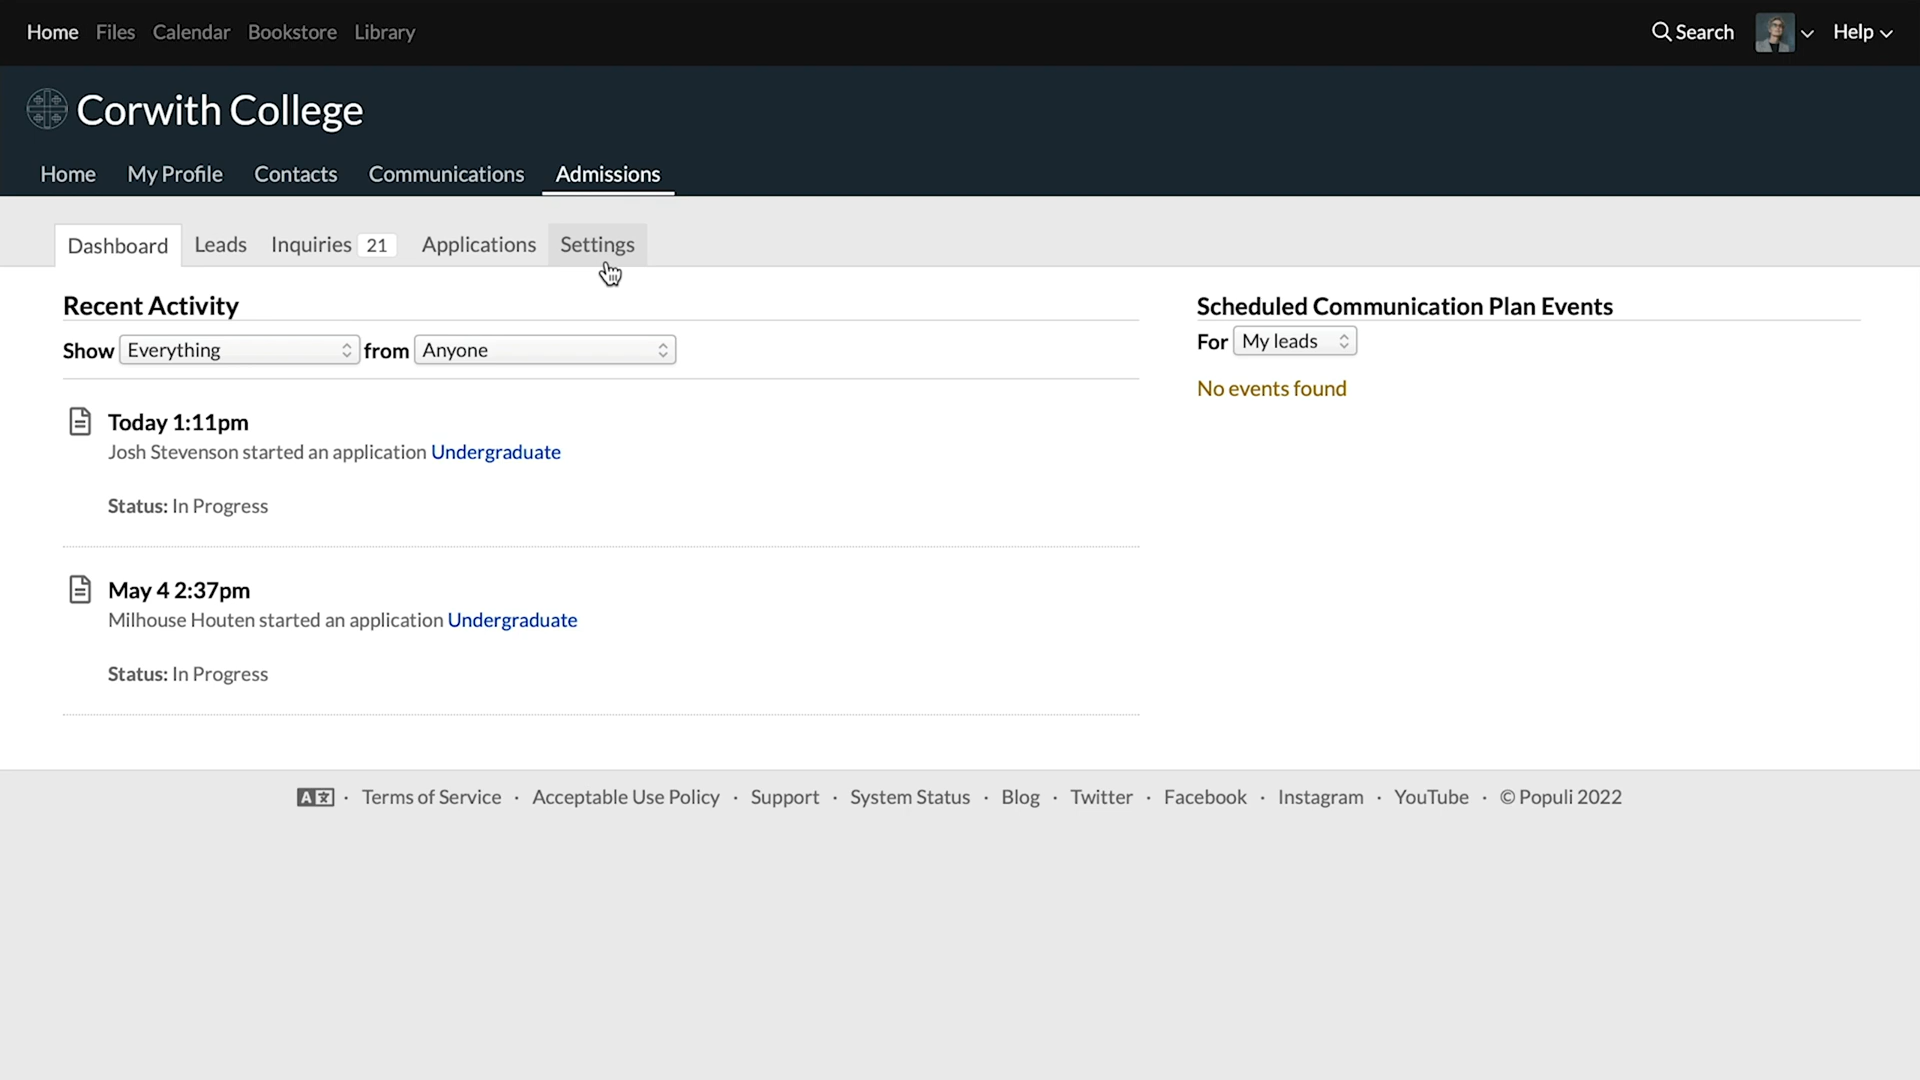 Home Files Calendar Bookstore Library Search Help
Corwith College
Home My Profile Contacts Communications Admissions
Dashboard Leads Inquiries 21 Applications Settings
Recent Activity
Show Everything from Anyone
Today 1:11pm
Josh Stevenson started an application Undergraduate
Status: In Progress
May 4 2:37pm
Milhouse Houten started an application Undergraduate
Status: In Progress
Scheduled Communication Plan Events
For My leads
No events found
A文 · Terms of Service · Acceptable Use Policy · Support · System Status · Blog · Twitter · Facebook · Instagram · YouTube · © Populi 2022